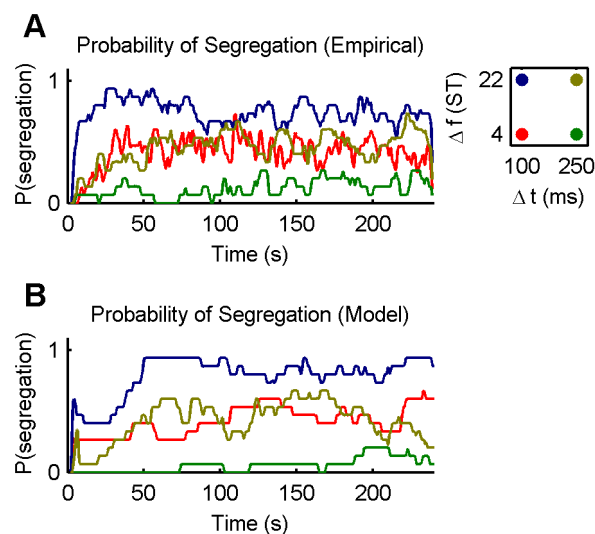 A
Probability of Segregation (Empirical)
P(segregation)
1
0
0 50 100 150 200
Time (s)
Δ f (ST)
22
4
100 250
Δ t (ms)
B
Probability of Segregation (Model)
P(segregation)
1
0
0 50 100 150 200
Time (s)